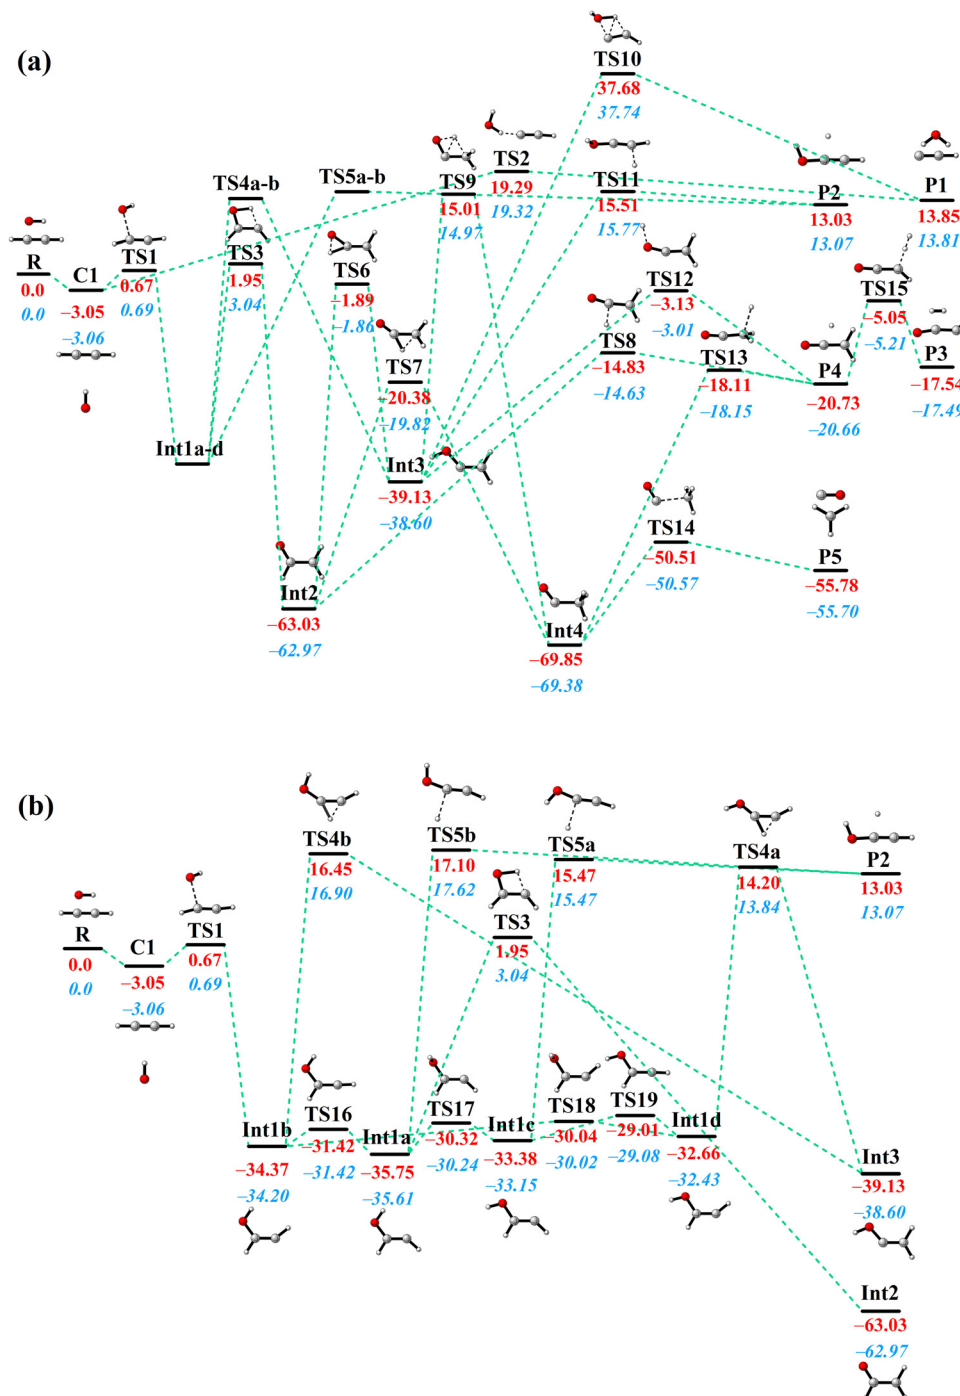 (a)
TS10
37.68
37.74
TS4a-b
TS5a-b
TS9
15.01
14.97
TS2
19.29
19.32
TS11
15.51
15.77
P2
13.03
13.07
P1
13.85
13.81
R
0.0
0.0
C1
−3.05
−3.06
TS1
0.67
0.69
TS3
1.95
3.04
TS6
−1.89
−1.86
TS12
−3.13
−3.01
TS15
−5.05
−5.21
TS7
−20.38
−19.82
TS8
−14.83
−14.63
TS13
−18.11
−18.15
P4
−20.73
−20.66
P3
−17.54
−17.49
Int1a-d
Int3
−39.13
−38.60
TS14
−50.51
−50.57
P5
−55.78
−55.70
Int2
−63.03
−62.97
Int4
−69.85
−69.38
(b)
TS4b
16.45
16.90
TS5b
17.10
17.62
TS5a
15.47
15.47
TS4a
14.20
13.84
P2
13.03
13.07
R
0.0
0.0
C1
−3.05
−3.06
TS1
0.67
0.69
TS3
1.95
3.04
Int1b
−34.37
−34.20
TS16
−31.42
−31.42
Int1a
−35.75
−35.61
TS17
−30.32
−30.24
Int1c
−33.38
−33.15
TS18
−30.04
−30.02
TS19
−29.01
−29.08
Int1d
−32.66
−32.43
Int3
−39.13
−38.60
Int2
−63.03
−62.97